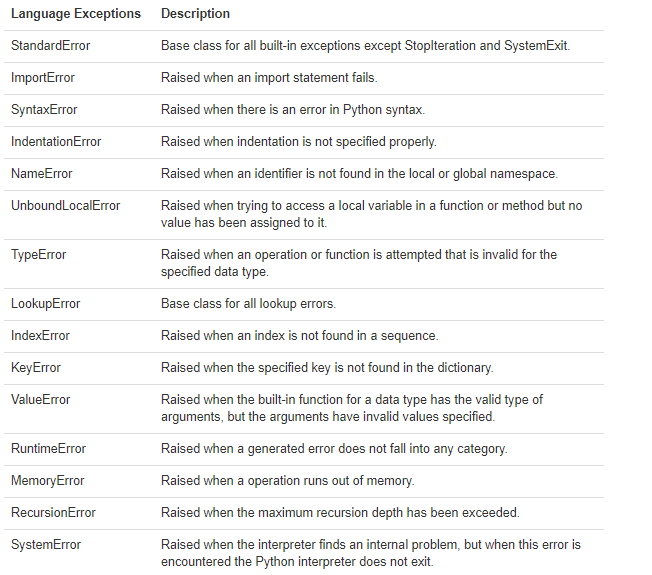 Language Exceptions Description
StandardError Base class for all built-in exceptions except StopIteration and SystemExit.
ImportError Raised when an import statement fails.
SyntaxError Raised when there is an error in Python syntax.
IndentationError Raised when indentation is not specified properly.
NameError Raised when an identifier is not found in the local or global namespace.
UnboundLocalError Raised when trying to access a local variable in a function or method but no
value has been assigned to it.
TypeError Raised when an operation or function is attempted that is invalid for the
specified data type.
LookupError Base class for all lookup errors.
IndexError Raised when an index is not found in a sequence.
KeyError Raised when the specified key is not found in the dictionary.
ValueError Raised when the built-in function for a data type has the valid type of
arguments, but the arguments have invalid values specified.
RuntimeError Raised when a generated error does not fall into any category.
MemoryError Raised when a operation runs out of memory.
RecursionError Raised when the maximum recursion depth has been exceeded.
SystemError Raised when the interpreter finds an internal problem, but when this error is
encountered the Python interpreter does not exit.